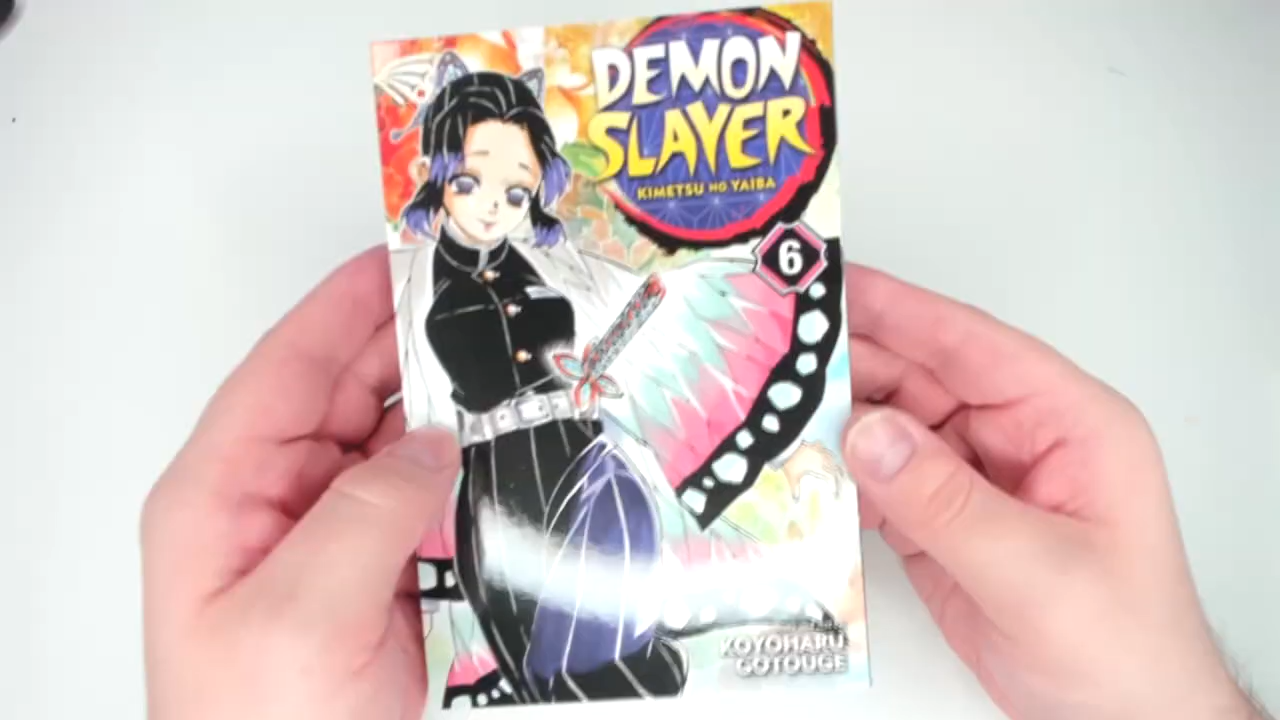 DEMON
SLAYER
KIMETSU NO YAIBA
6
KOYOHARU
GOTOUGE